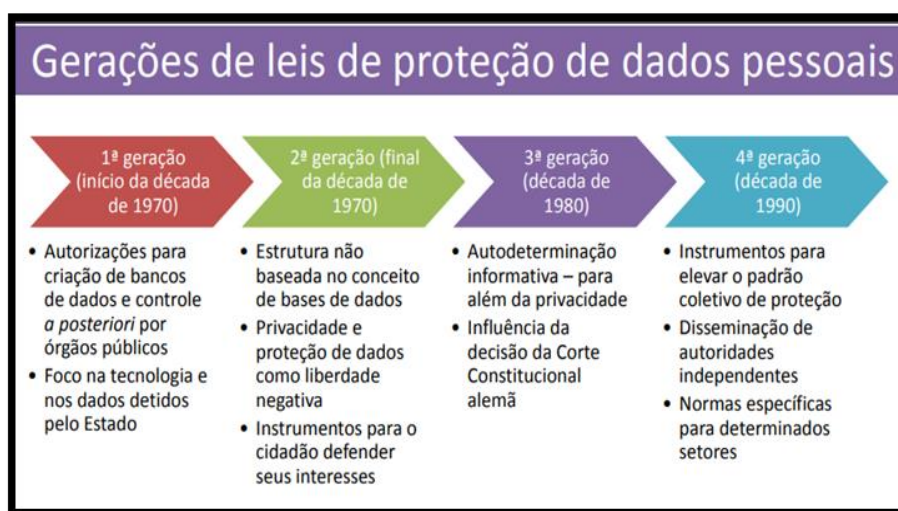 Gerações de leis de proteção de dados pessoais
1ª geração
(início da década
de 1970)
• Autorizações para
criação de bancos
de dados e controle
a posteriori por
órgãos públicos
• Foco na tecnologia e
nos dados detidos
pelo Estado
2ª geração (final
da década de
1970)
• Estrutura não
baseada no conceito
de bases de dados
• Privacidade e
proteção de dados
como liberdade
negativa
• Instrumentos para o
cidadão defender
seus interesses
3ª geração
(década de
1980)
• Autodeterminação
informativa – para
além da privacidade
• Influência da
decisão da Corte
Constitucional
alemã
4ª geração
(década de
1990)
• Instrumentos para
elevar o padrão
coletivo de proteção
• Disseminação de
autoridades
independentes
• Normas específicas
para determinados
setores